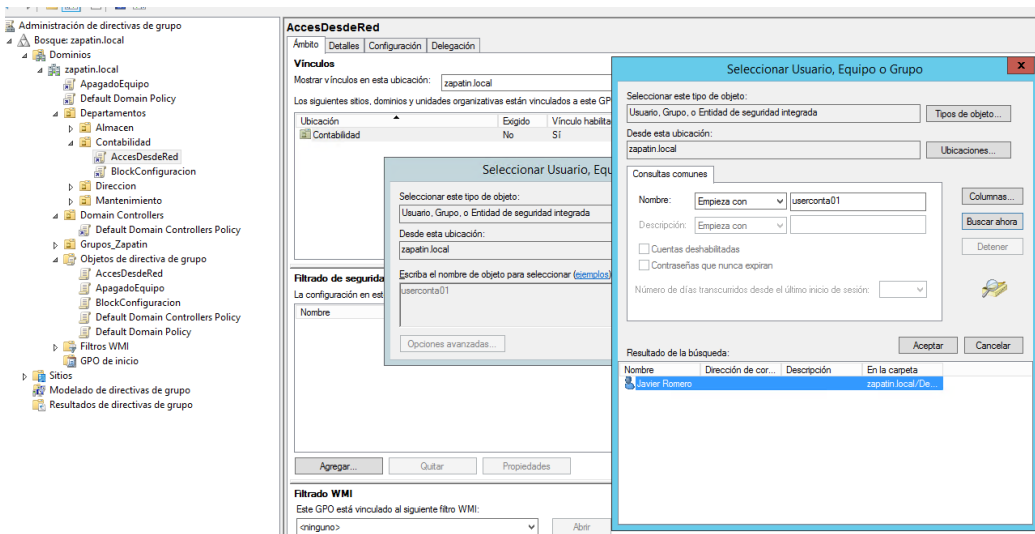 Administración de directivas de grupo
Bosque: zapatin.local
Dominios
zapatin.local
ApagadoEquipo
Default Domain Policy
Departamentos
Almacen
Contabilidad
AccesDesdeRed
BlockConfiguracion
Direccion
Mantenimiento
Domain Controllers
Default Domain Controllers Policy
Grupos_Zapatin
Objetos de directiva de grupo
AccesDesdeRed
ApagadoEquipo
BlockConfiguracion
Default Domain Controllers Policy
Default Domain Policy
Filtros WMI
GPO de inicio
Sitios
Modelado de directivas de grupo
Resultados de directivas de grupo
AccesDesdeRed
Ámbito Detalles Configuración Delegación
Vínculos
Mostrar vínculos en esta ubicación: zapatin.local
Los siguientes sitios, dominios y unidades organizativas están vinculados a este GP
Ubicación Exigido Vínculo habilita
Contabilidad No Sí
Filtrado de segurida
La configuración en est
Nombre
Agregar... Quitar Propiedades
Filtrado WMI
Este GPO está vinculado al siguiente filtro WMI:
<ninguno> Abrir
Seleccionar Usuario, Equ
Seleccionar este tipo de objeto:
Usuario, Grupo, o Entidad de seguridad integrada
Desde esta ubicación:
zapatin.local
Escriba el nombre de objeto para seleccionar (ejemplos)
userconta01
Opciones avanzadas...
Seleccionar Usuario, Equipo o Grupo x
Seleccionar este tipo de objeto:
Usuario, Grupo, o Entidad de seguridad integrada Tipos de objeto...
Desde esta ubicación:
zapatin.local Ubicaciones...
Consultas comunes
Nombre: Empieza con userconta01 Columnas...
Descripción: Empieza con Buscar ahora
Cuentas deshabilitadas Detener
Contraseñas que nunca expiran
Número de días transcurridos desde el último inicio de sesión:
Aceptar Cancelar
Resultado de la búsqueda:
Nombre Dirección de cor... Descripción En la carpeta
Javier Romero zapatin.local/De...